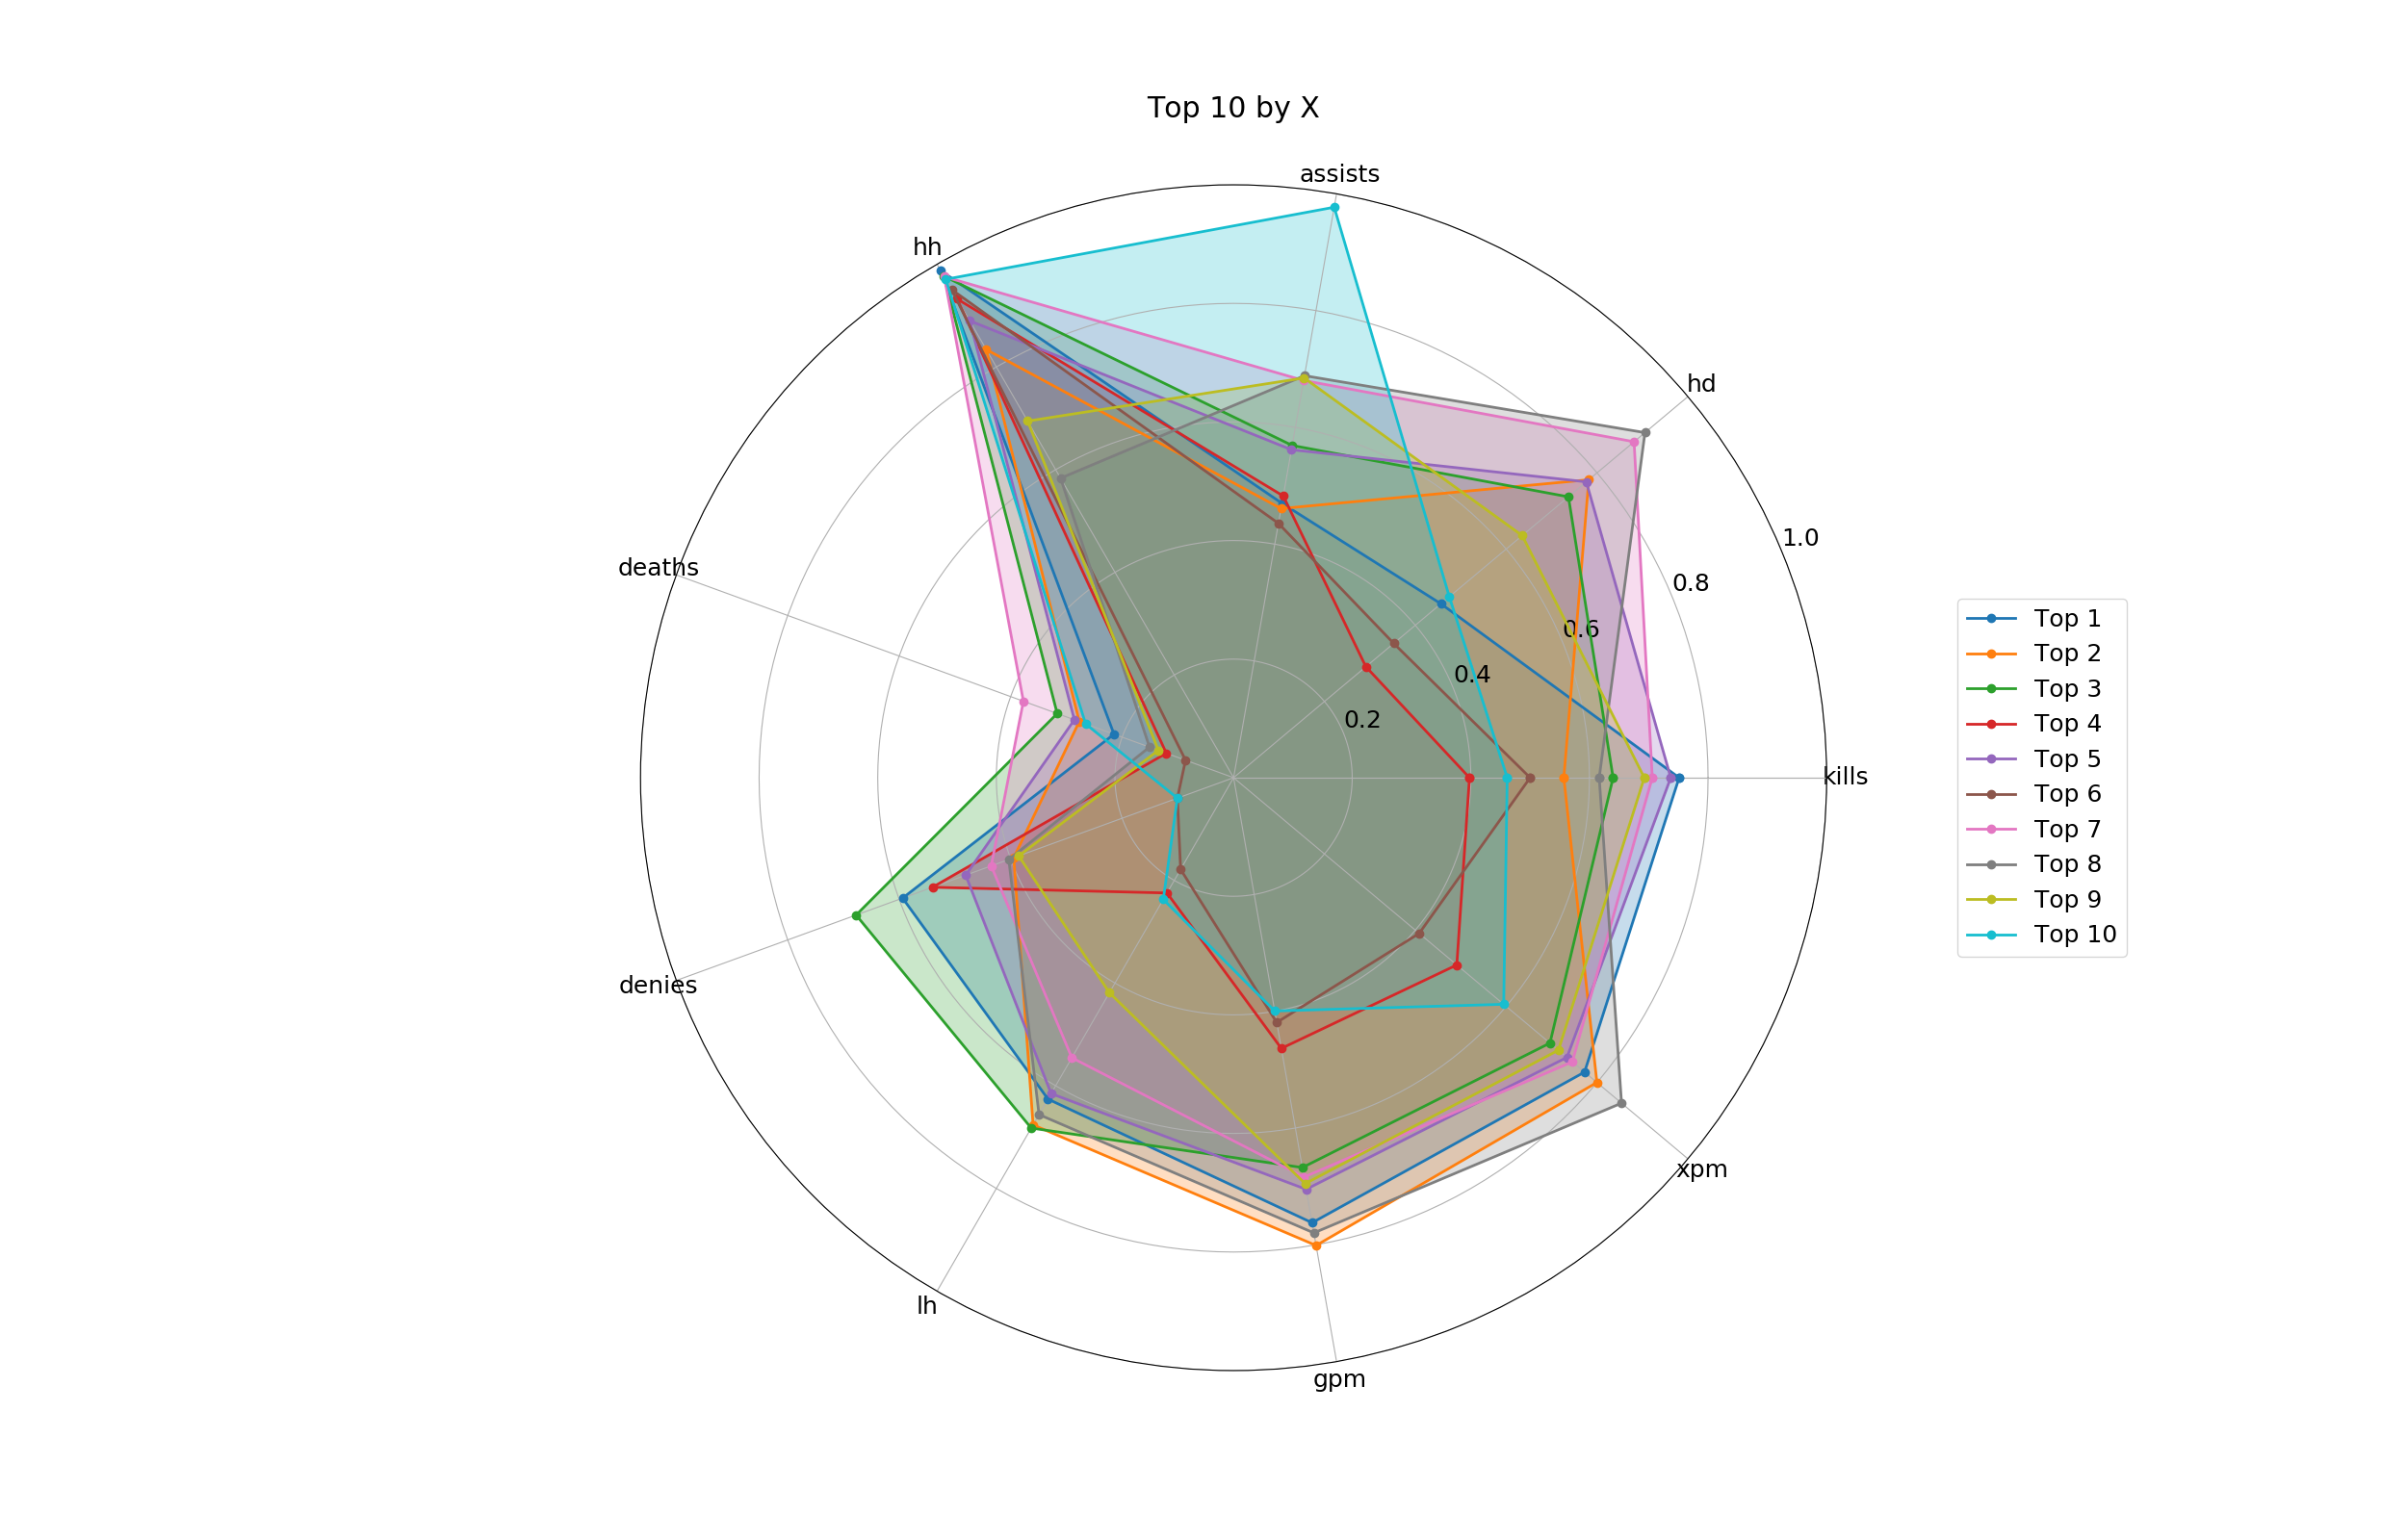 Top 10 by X
assists
hh
hd
1.0
deaths
0.8
0.6
0.4
0.2
kills
denies
xpm
lh
gpm
Top 1
Top 2
Top 3
Top 4
Top 5
Top 6
Top 7
Top 8
Top 9
Top 10